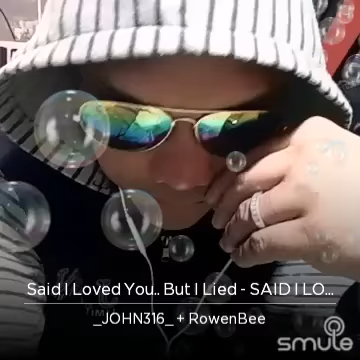 Said I Loved You.. But I Lied - SAID I LO...
_JOHN316_ + RowenBee
smule